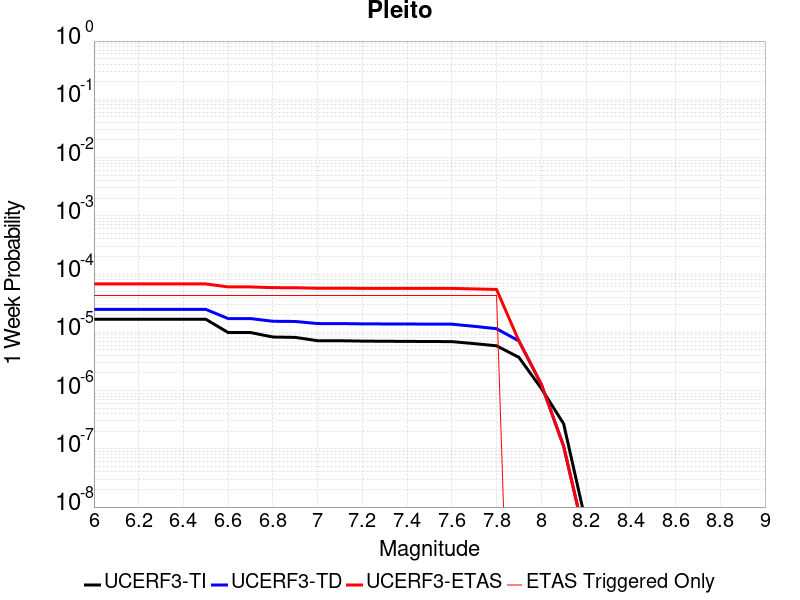 Pleito
10^0
10^-1
10^-2
10^-3
10^-4
10^-5
10^-6
10^-7
10^-8
1 Week Probability
6 6.2 6.4 6.6 6.8 7 7.2 7.4 7.6 7.8 8 8.2 8.4 8.6 8.8 9
Magnitude
UCERF3-TI UCERF3-TD UCERF3-ETAS ETAS Triggered Only